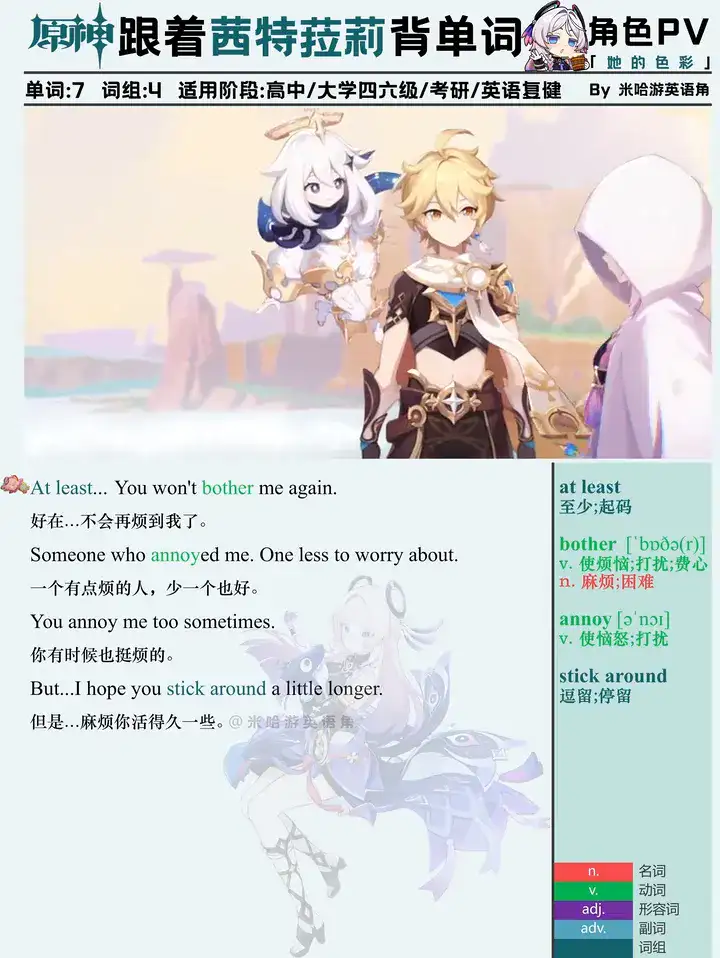 原神 跟着茜特菈莉背单词 角色PV
「她的色彩」
单词:7 词组:4 适用阶段:高中/大学四六级/考研/英语复健 By 米哈游英语角
At least... You won't bother me again.
好在...不会再烦到我了。
Someone who annoyed me. One less to worry about.
一个有点烦的人，少一个也好。
You annoy me too sometimes.
你有时候也挺烦的。
But...I hope you stick around a little longer.
但是...麻烦你活得久一些。
@米哈游英语角
at least
至少;起码
bother [ˈbɒðə(r)]
v. 使烦恼;打扰;费心
n. 麻烦;困难
annoy [əˈnɔɪ]
v. 使恼怒;打扰
stick around
逗留;停留
n. 名词
v. 动词
adj. 形容词
adv. 副词
词组